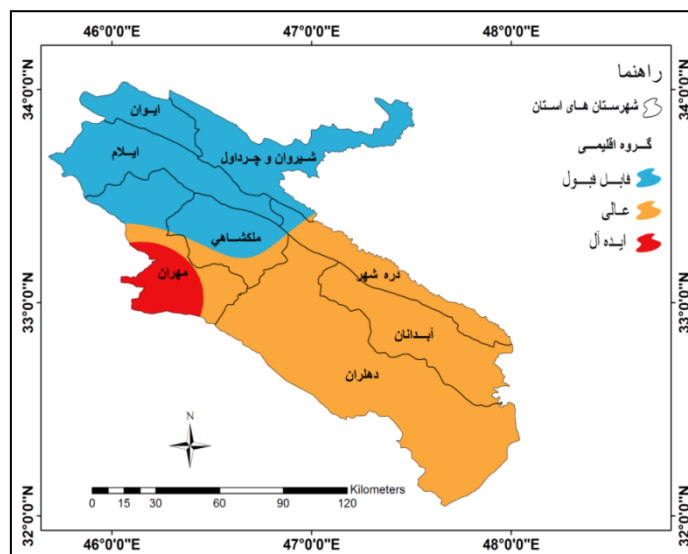 46°0'0"E 47°0'0"E 48°0'0"E
34°0'0"N 34°0'0"N
راهنما
شهرستان های استان
گروه اقلیمی
قابل قبول
عالی
ایده آل
ایوان
شیروان و چرداول
ایلام
ملکشاهي
مهران
دره شهر
آبدانان
دهلران
33°0'0"N 33°0'0"N
N
Kilometers
0 15 30 60 90 120
32°0'0"N 32°0'0"N
46°0'0"E 47°0'0"E 48°0'0"E